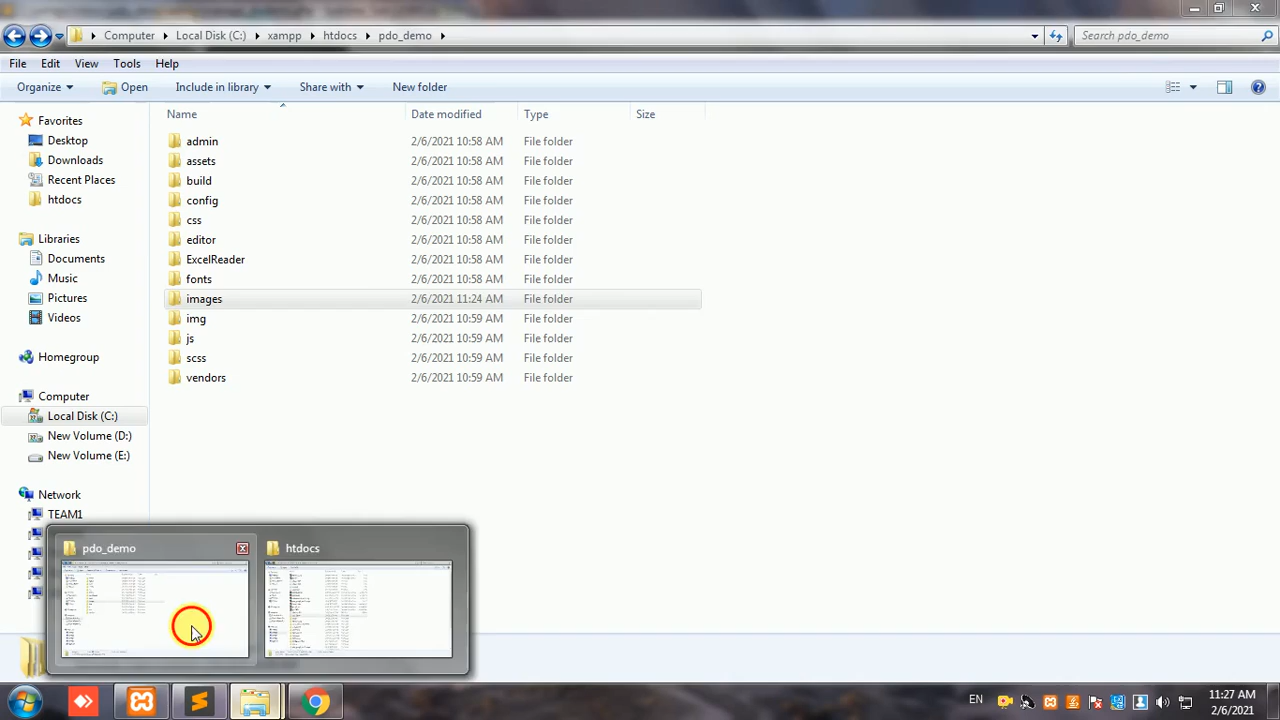 Computer Local Disk (C:) xampp htdocs pdo_demo Search pdo_demo
File Edit View Tools Help
Organize Open Include in library Share with New folder
Name Date modified Type Size
Favorites
Desktop
Downloads
Recent Places
htdocs
Libraries
Documents
Music
Pictures
Videos
Homegroup
Computer
Local Disk (C:)
New Volume (D:)
New Volume (E:)
Network
TEAM1
admin 2/6/2021 10:58 AM File folder
assets 2/6/2021 10:58 AM File folder
build 2/6/2021 10:58 AM File folder
config 2/6/2021 10:58 AM File folder
css 2/6/2021 10:58 AM File folder
editor 2/6/2021 10:58 AM File folder
ExcelReader 2/6/2021 10:58 AM File folder
fonts 2/6/2021 10:58 AM File folder
images 2/6/2021 11:24 AM File folder
img 2/6/2021 10:59 AM File folder
js 2/6/2021 10:59 AM File folder
scss 2/6/2021 10:59 AM File folder
vendors 2/6/2021 10:59 AM File folder
pdo_demo htdocs
EN 11:27 AM
2/6/2021